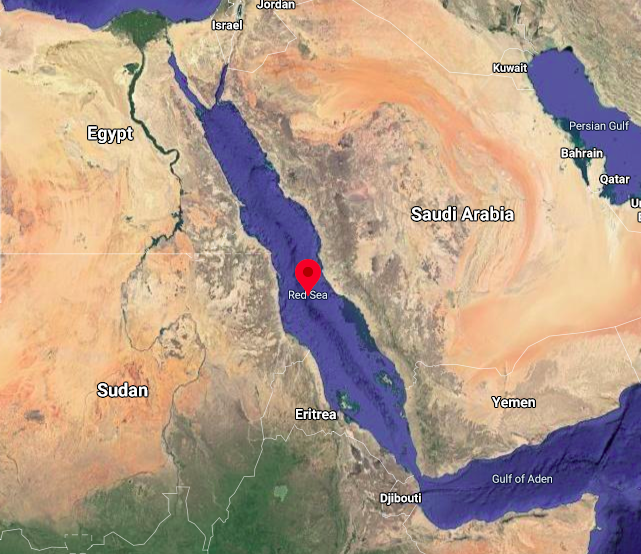 Jordan
Israel
Kuwait
Persian Gulf
Egypt
Bahrain
Qatar
Saudi Arabia
Red Sea
Sudan
Yemen
Eritrea
Gulf of Aden
Djibouti